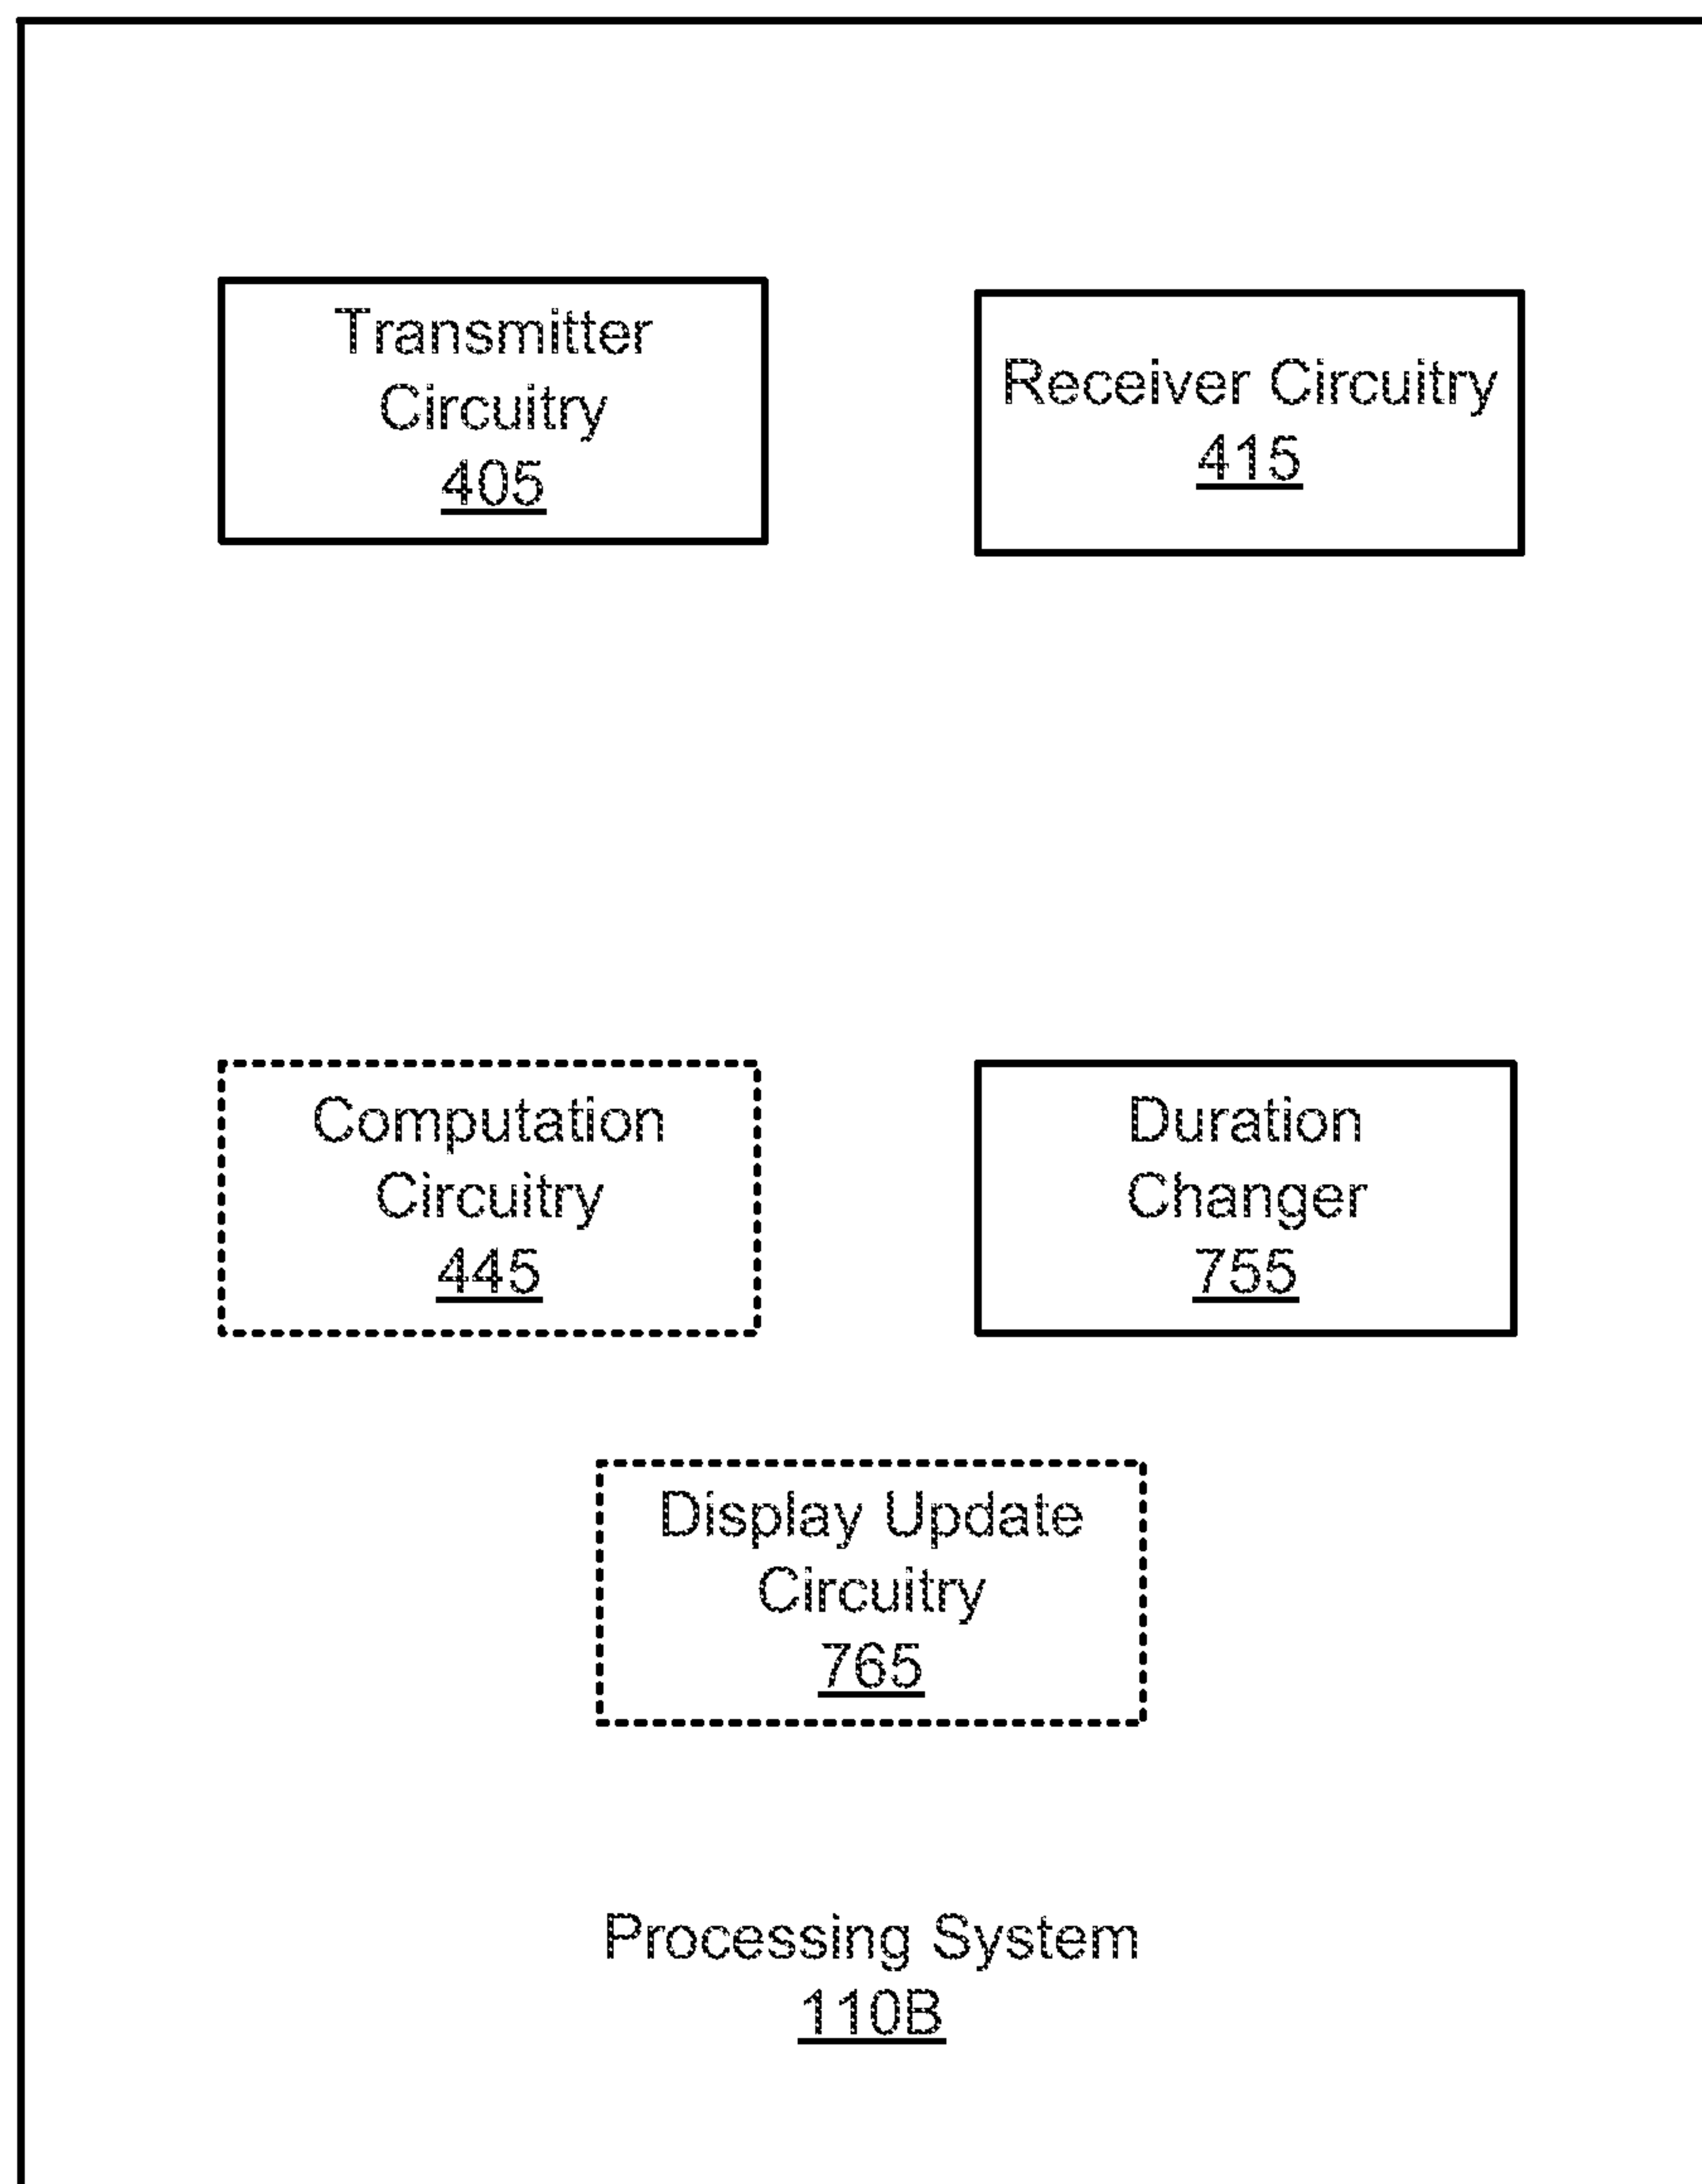 Transmitter
Circuitry
405
Receiver Circuitry
415
Computation
Circuitry
445
Duration
Changer
755
Display Update
Circuitry
765
Processing System
110B